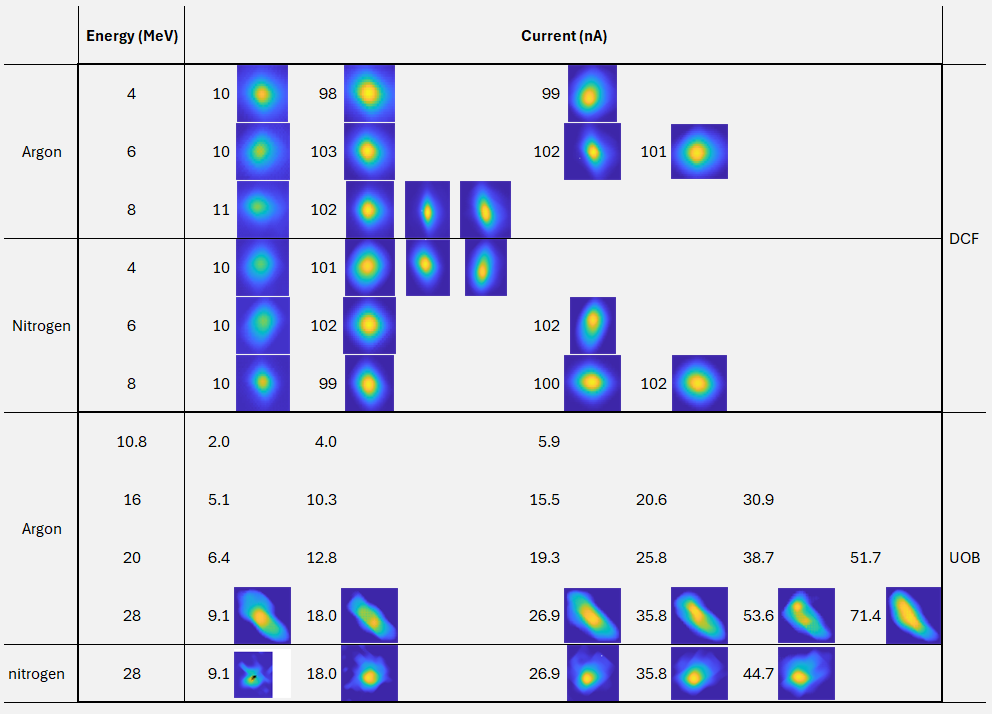 Energy (MeV) Current (nA)
4 10 98 99
Argon 6 10 103 102 101
8 11 102
DCF
4 10 101
Nitrogen 6 10 102 102
8 10 99 100 102
10.8 2.0 4.0 5.9
16 5.1 10.3 15.5 20.6 30.9
Argon
20 6.4 12.8 19.3 25.8 38.7 51.7 UOB
28 9.1 18.0 26.9 35.8 53.6 71.4
nitrogen 28 9.1 18.0 26.9 35.8 44.7